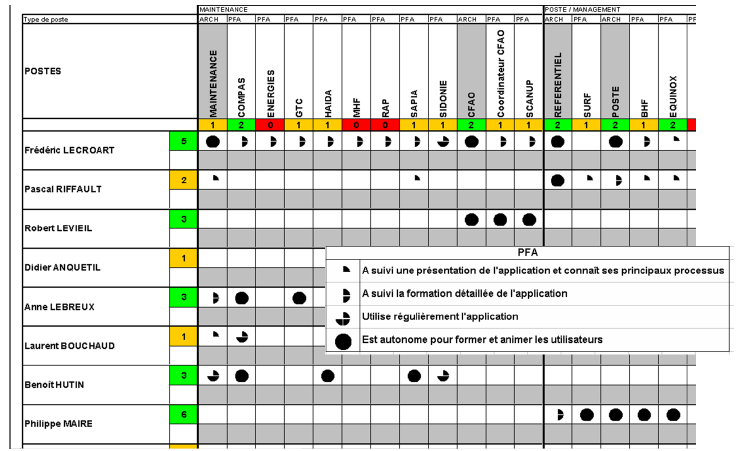 MAINTENANCE POSTE / MANAGEMENT
Type de poste ARCH PFA PFA PFA PFA PFA PFA PFA PFA ARCH PFA PFA ARCH PFA ARCH PFA PFA PF
POSTES MAINTENANCE COMPAS ENERGIES GTC HAIDA MHF RAP SAPIA SIDONIE CFAO Coordinateur CFAO SCANUP REFERENTIEL SURF POSTE BHF EQUINOX
1 2 0 1 1 0 0 1 1 2 1 1 2 1 2 1 2
Frédéric LECROART 5
Pascal RIFFAULT 2
Robert LEVIEIL 3
Didier ANQUETIL 1
Anne LEBREUX 3
Laurent BOUCHAUD 1
Benoit HUTIN 3
Philippe MAIRE 6
PFA
A suivi une présentation de l'application et connaît ses principaux processus
A suivi la formation détaillée de l'application
Utilise régulièrement l'application
Est autonome pour former et animer les utilisateurs